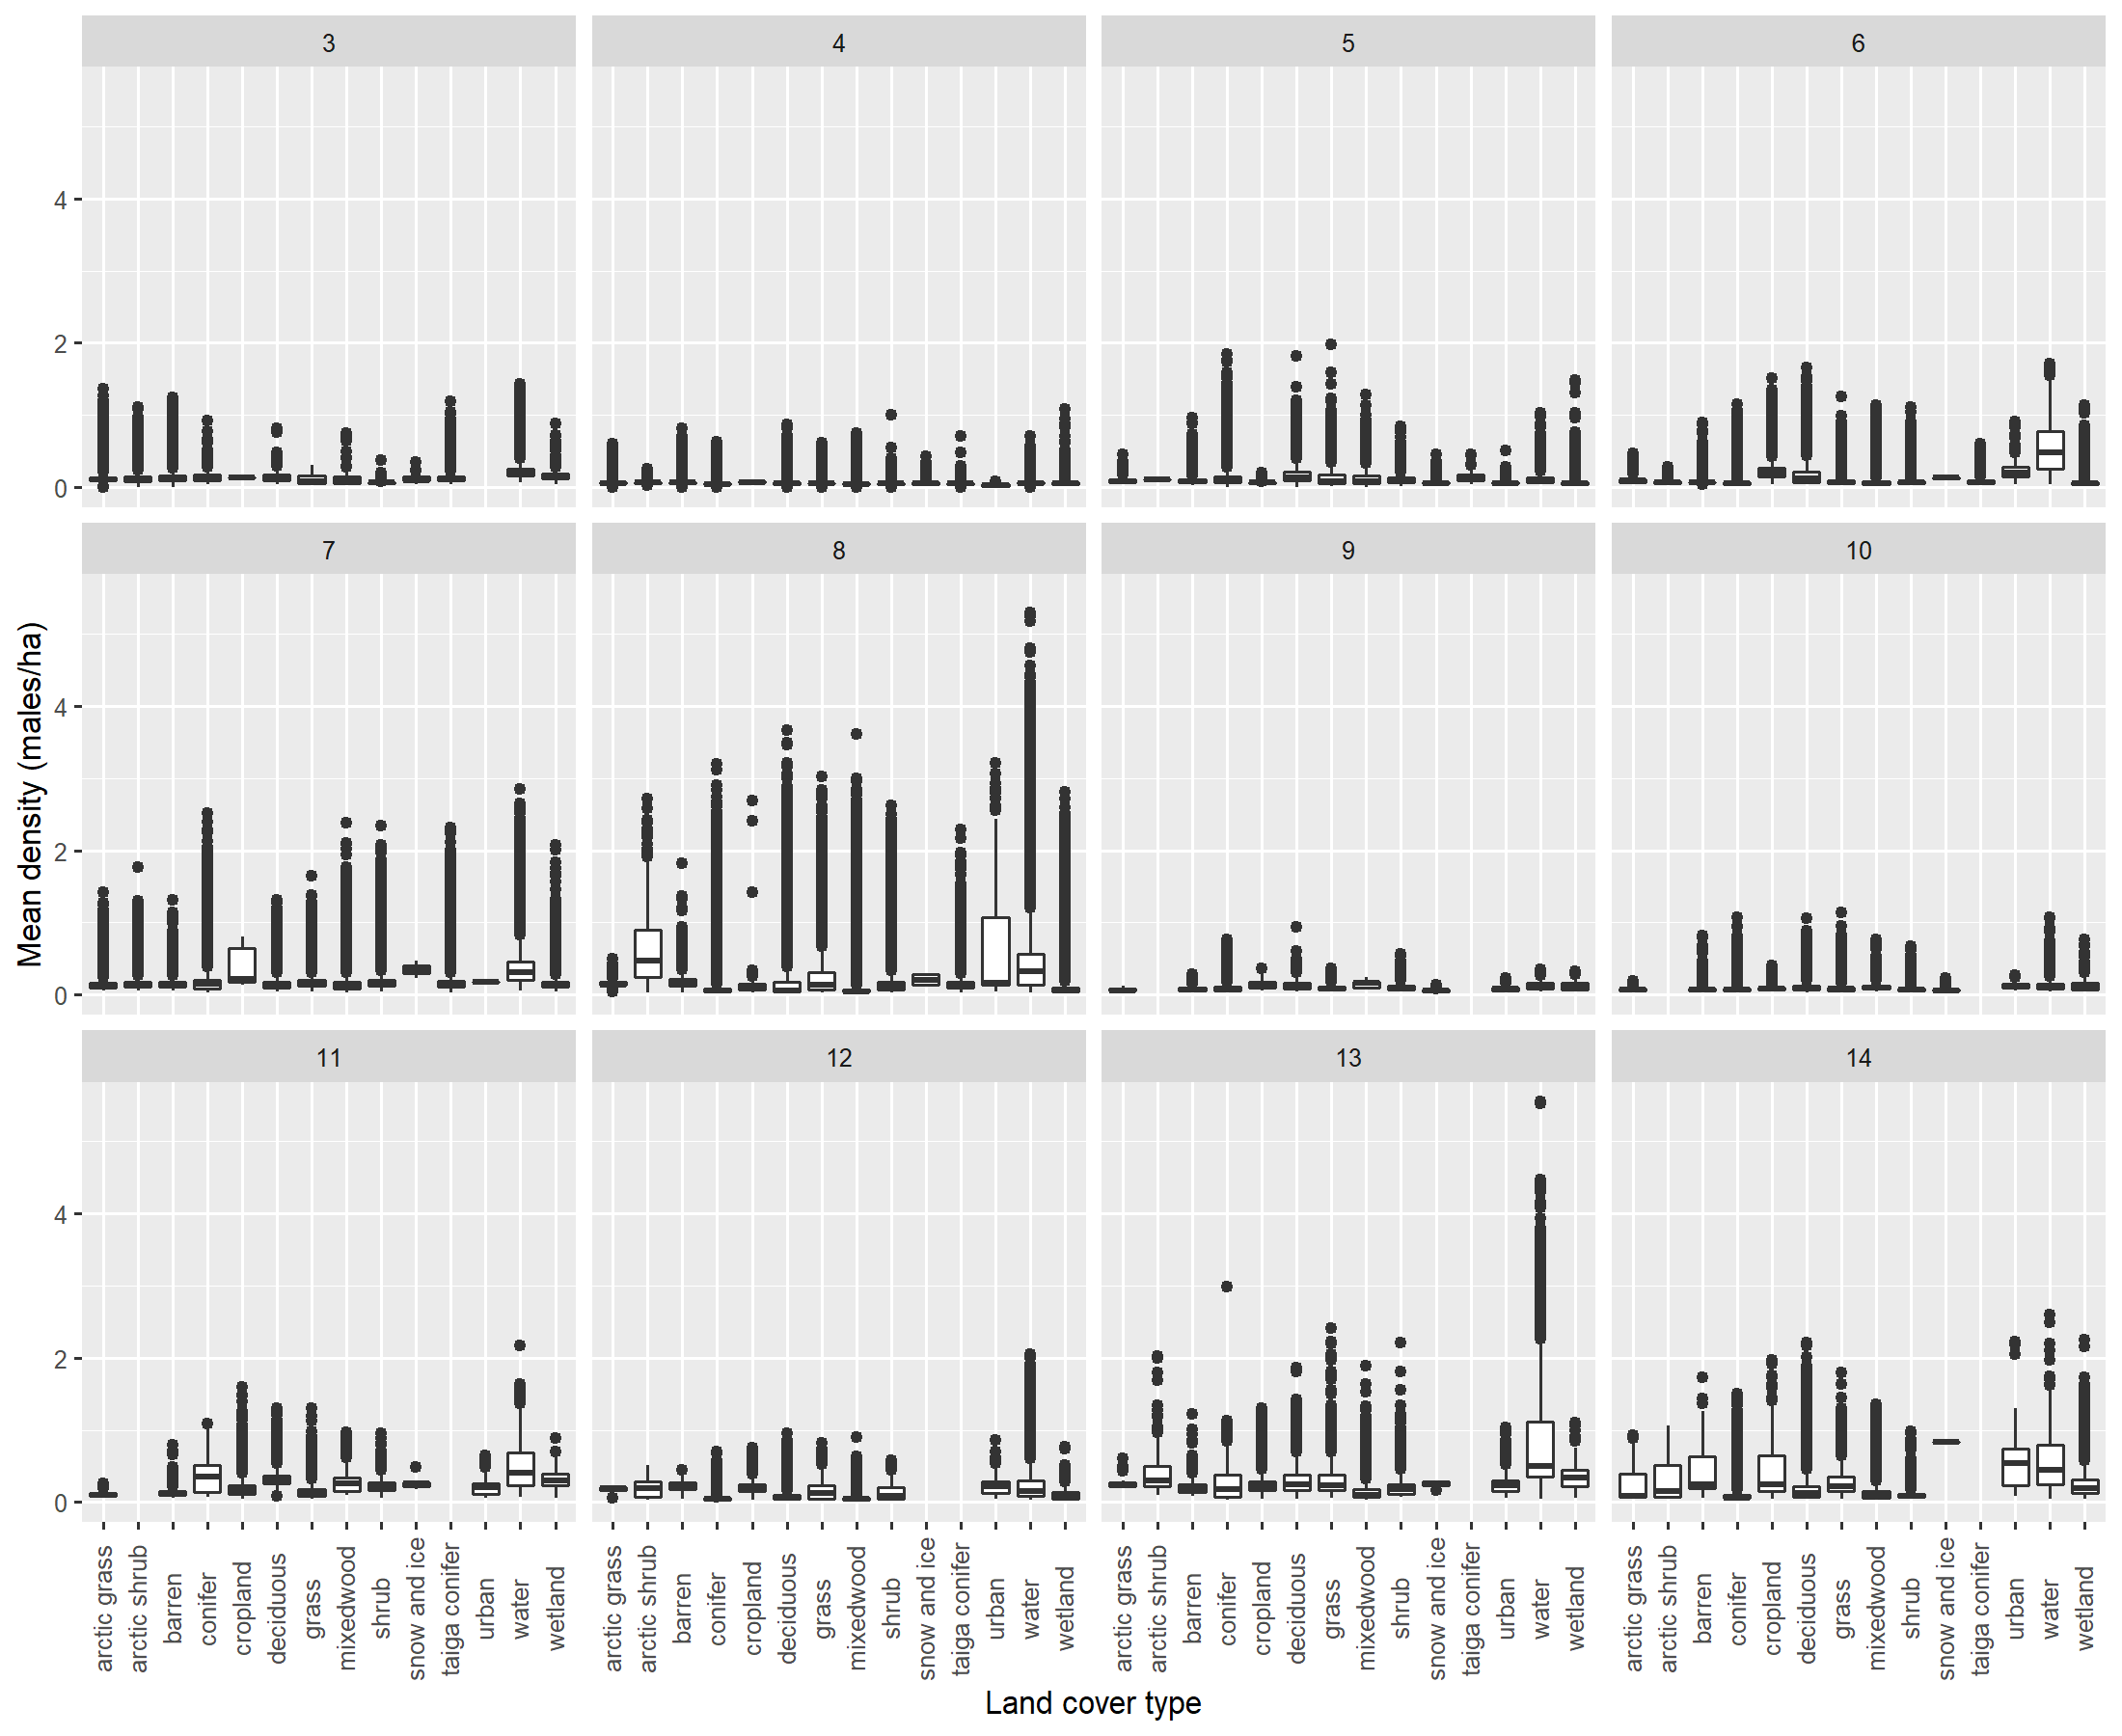 3 4 5 6
4
2
0
7 8 9 10
4
2
0
11 12 13 14
4
2
0
Mean density (males/ha)
arctic grass arctic shrub barren conifer cropland deciduous grass mixedwood shrub snow and ice taiga conifer urban water wetland
arctic grass arctic shrub barren conifer cropland deciduous grass mixedwood shrub snow and ice taiga conifer urban water wetland
arctic grass arctic shrub barren conifer cropland deciduous grass mixedwood shrub snow and ice taiga conifer urban water wetland
arctic grass arctic shrub barren conifer cropland deciduous grass mixedwood shrub snow and ice taiga conifer urban water wetland
Land cover type